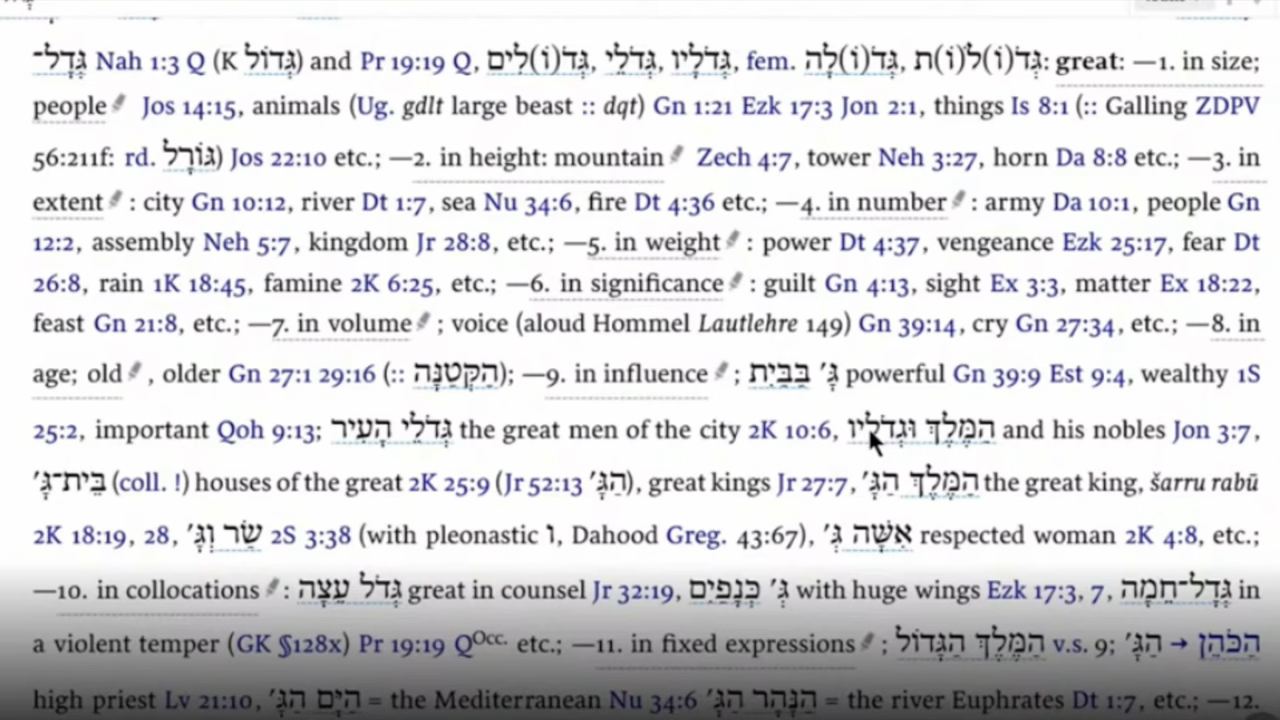 גְּדָל־ Nah 1:3 Q (K גְּדוֹל) and Pr 19:19 Q, גְּדֹ(וֹ)לִים, גְּדֹלֵי, גְּדֹלָיו, fem. גְּדֹ(וֹ)לָה, גְּדֹ(וֹ)ל(וֹ)ת: great: —1. in size;
people Jos 14:15, animals (Ug. gdlt large beast :: dqt) Gn 1:21 Ezk 17:3 Jon 2:1, things Is 8:1 (:: Galling ZDPV
56:211f: rd. גּוֹרָל) Jos 22:10 etc.; —2. in height: mountain Zech 4:7, tower Neh 3:27, horn Da 8:8 etc.; —3. in
extent : city Gn 10:12, river Dt 1:7, sea Nu 34:6, fire Dt 4:36 etc.; —4. in number : army Da 10:1, people Gn
12:2, assembly Neh 5:7, kingdom Jr 28:8, etc.; —5. in weight : power Dt 4:37, vengeance Ezk 25:17, fear Dt
26:8, rain 1K 18:45, famine 2K 6:25, etc.; —6. in significance : guilt Gn 4:13, sight Ex 3:3, matter Ex 18:22,
feast Gn 21:8, etc.; —7. in volume ; voice (aloud Hommel Lautlehre 149) Gn 39:14, cry Gn 27:34, etc.; —8. in
age; old , older Gn 27:1 29:16 (:: הַקְּטַנָּה); —9. in influence ; גָּ׳ בַּבַּיִת powerful Gn 39:9 Est 9:4, wealthy 1S
25:2, important Qoh 9:13; גְּדֹלֵי הָעִיר the great men of the city 2K 10:6, הַמֶּלֶךְ וּגְדֹלָיו and his nobles Jon 3:7,
בֵּית־גָּ׳ (coll. !) houses of the great 2K 25:9 (Jr 52:13 הַגָּ׳), great kings Jr 27:7, הַמֶּלֶךְ הַגָּ׳ the great king, šarru rabū
2K 18:19, 28, שַׂר וְגָ׳ 2S 3:38 (with pleonastic ו, Dahood Greg. 43:67), אִשָּׁה גְּ׳ respected woman 2K 4:8, etc.;
—10. in collocations : גְּדֹל עֵצָה great in counsel Jr 32:19, גְּ׳ כְּנָפַיִם with huge wings Ezk 17:3, 7, גְּדָל־חֵמָה in
a violent temper (GK §128x) Pr 19:19 QOcc. etc.; —11. in fixed expressions ; הַמֶּלֶךְ הַגָּדוֹל v.s. 9; הַכֹּהֵן ← הַגָּ׳
high priest Lv 21:10, הַיָּם הַגָּ׳ = the Mediterranean Nu 34:6 הַנָּהָר הַגָּ׳ = the river Euphrates Dt 1:7, etc.; —12.